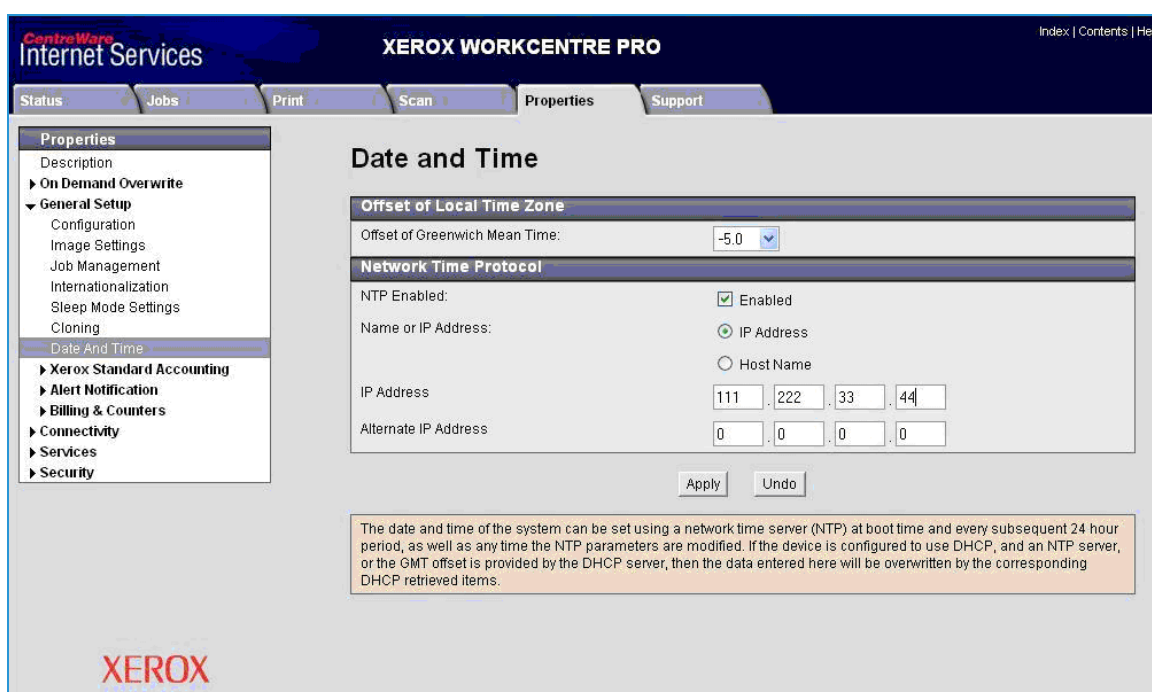 CentreWare
Internet Services
XEROX WORKCENTRE PRO
Index | Contents | He
Status
Jobs
Print
Scan
Properties
Support
Properties
Description
On Demand Overwrite
General Setup
Configuration
Image Settings
Job Management
Internationalization
Sleep Mode Settings
Cloning
Date And Time
Xerox Standard Accounting
Alert Notification
Billing & Counters
Connectivity
Services
Security
Date and Time
Offset of Local Time Zone
Offset of Greenwich Mean Time: -5.0
Network Time Protocol
NTP Enabled: Enabled
Name or IP Address: IP Address
Host Name
IP Address 111 . 222 . 33 . 44
Alternate IP Address 0 . 0 . 0 . 0
Apply Undo
The date and time of the system can be set using a network time server (NTP) at boot time and every subsequent 24 hour
period, as well as any time the NTP parameters are modified. If the device is configured to use DHCP, and an NTP server,
or the GMT offset is provided by the DHCP server, then the data entered here will be overwritten by the corresponding
DHCP retrieved items.
XEROX